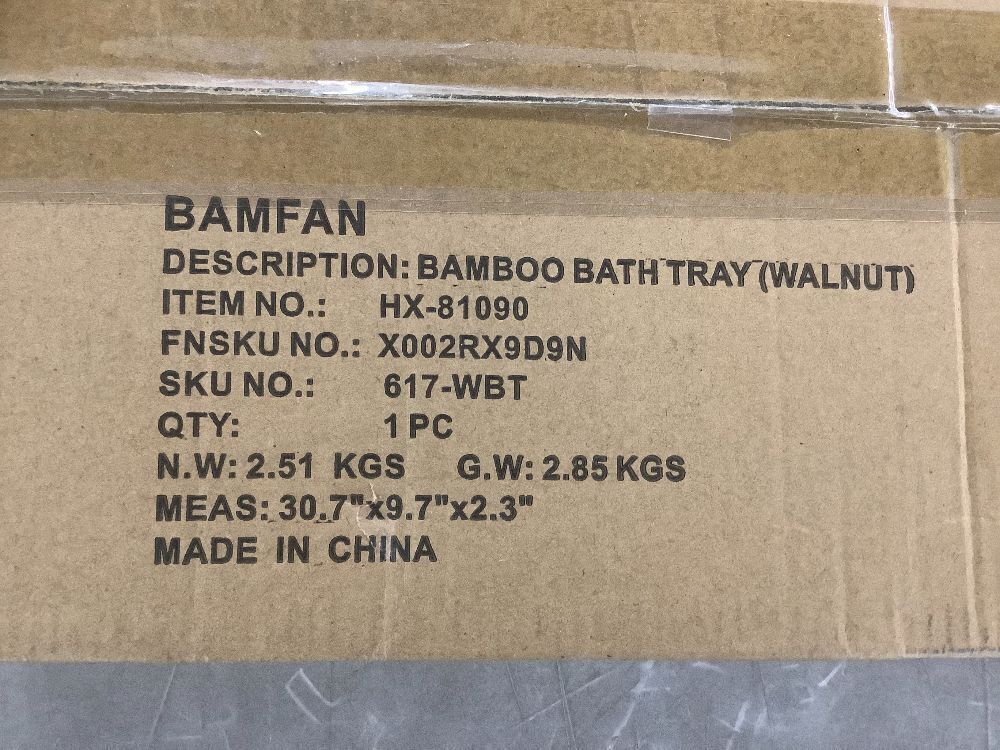 BAMFAN
DESCRIPTION: BAMBOO BATH TRAY (WALNUT)
ITEM NO.: HX-81090
FNSKU NO.: X002RX9D9N
SKU NO.: 617-WBT
QTY: 1 PC
N.W: 2.51 KGS G.W: 2.85 KGS
MEAS: 30.7"x9.7"x2.3"
MADE IN CHINA